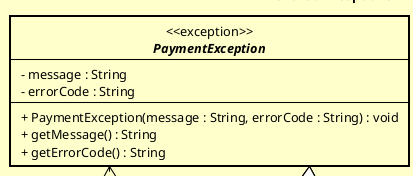 <<exception>>
PaymentException
- message : String
- errorCode : String
+ PaymentException(message : String, errorCode : String) : void
+ getMessage() : String
+ getErrorCode() : String